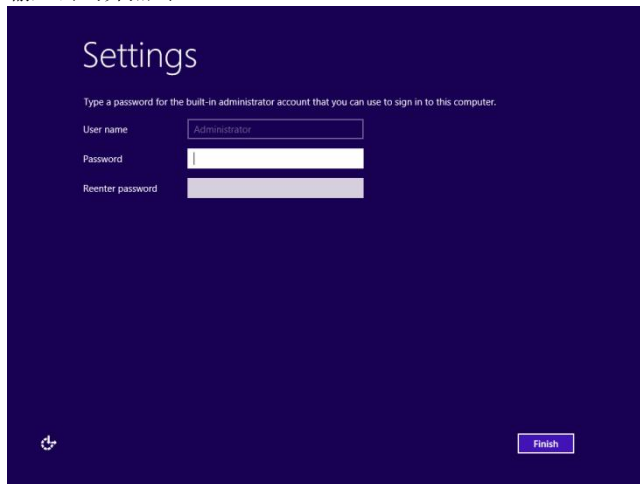 Settings
Type a password for the built-in administrator account that you can use to sign in to this computer.
User name
Administrator
Password
Reenter password
Finish